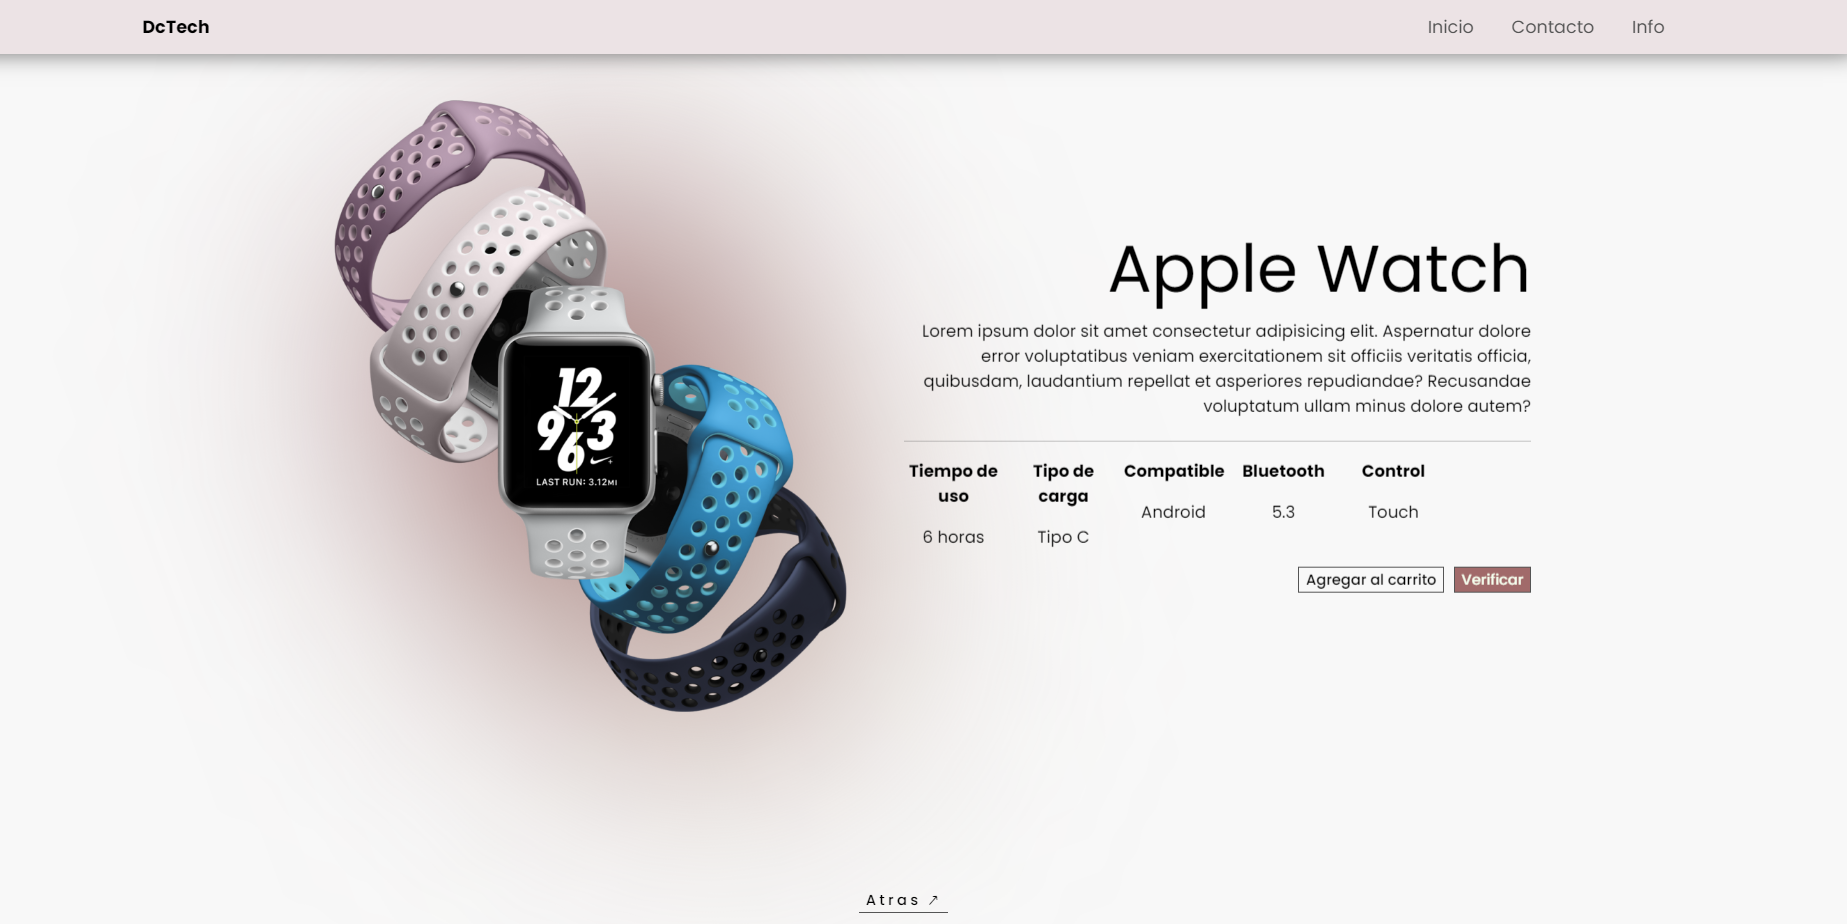 DcTech
Inicio Contacto Info
12
9 3
6
LAST RUN: 3.12MI
Apple Watch
Lorem ipsum dolor sit amet consectetur adipisicing elit. Aspernatur dolore
error voluptatibus veniam exercitationem sit officiis veritatis officia,
quibusdam, laudantium repellat et asperiores repudiandae? Recusandae
voluptatum ullam minus dolore autem?
Tiempo de uso
6 horas
Tipo de carga
Tipo C
Compatible
Android
Bluetooth
5.3
Control
Touch
Agregar al carrito Verificar
Atras ↗